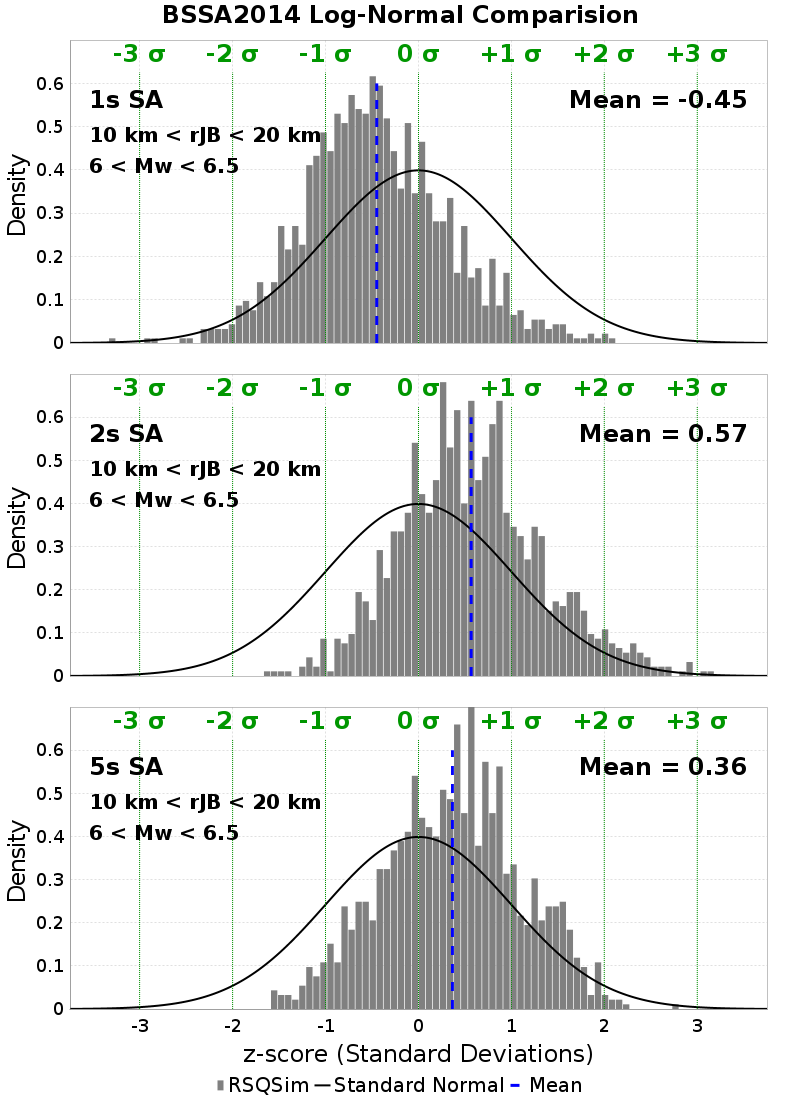 BSSA2014 Log-Normal Comparision
-3 σ -2 σ -1 σ 0 σ +1 σ +2 σ +3 σ
1s SA
Mean = -0.45
10 km < rJB < 20 km
6 < Mw < 6.5
Density
0.6
0.5
0.4
0.3
0.2
0.1
0
-3 σ -2 σ -1 σ 0 σ +1 σ +2 σ +3 σ
2s SA
Mean = 0.57
10 km < rJB < 20 km
6 < Mw < 6.5
Density
0.6
0.5
0.4
0.3
0.2
0.1
0
-3 σ -2 σ -1 σ 0 σ +1 σ +2 σ +3 σ
5s SA
Mean = 0.36
10 km < rJB < 20 km
6 < Mw < 6.5
Density
0.6
0.5
0.4
0.3
0.2
0.1
0
-3 -2 -1 0 1 2 3
z-score (Standard Deviations)
RSQSim Standard Normal Mean